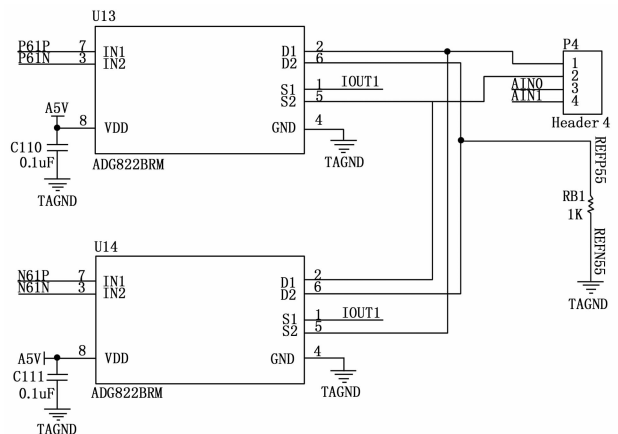 U13
P61P 7 IN1 D1 2
P61N 3 IN2 D2 6
S1 1 IOUT1
S2 5
A5V
8 VDD GND 4
C110
0.1uF
TAGND
ADG822BRM
TAGND
P4
1
2
AIN0 3
AIN1 4
Header 4
REFP55
RB1
1K
REFN55
TAGND
U14
N61P 7 IN1 D1 2
N61N 3 IN2 D2 6
S1 1 IOUT1
S2 5
A5V 8 VDD GND 4
C111
0.1uF
TAGND
ADG822BRM
TAGND